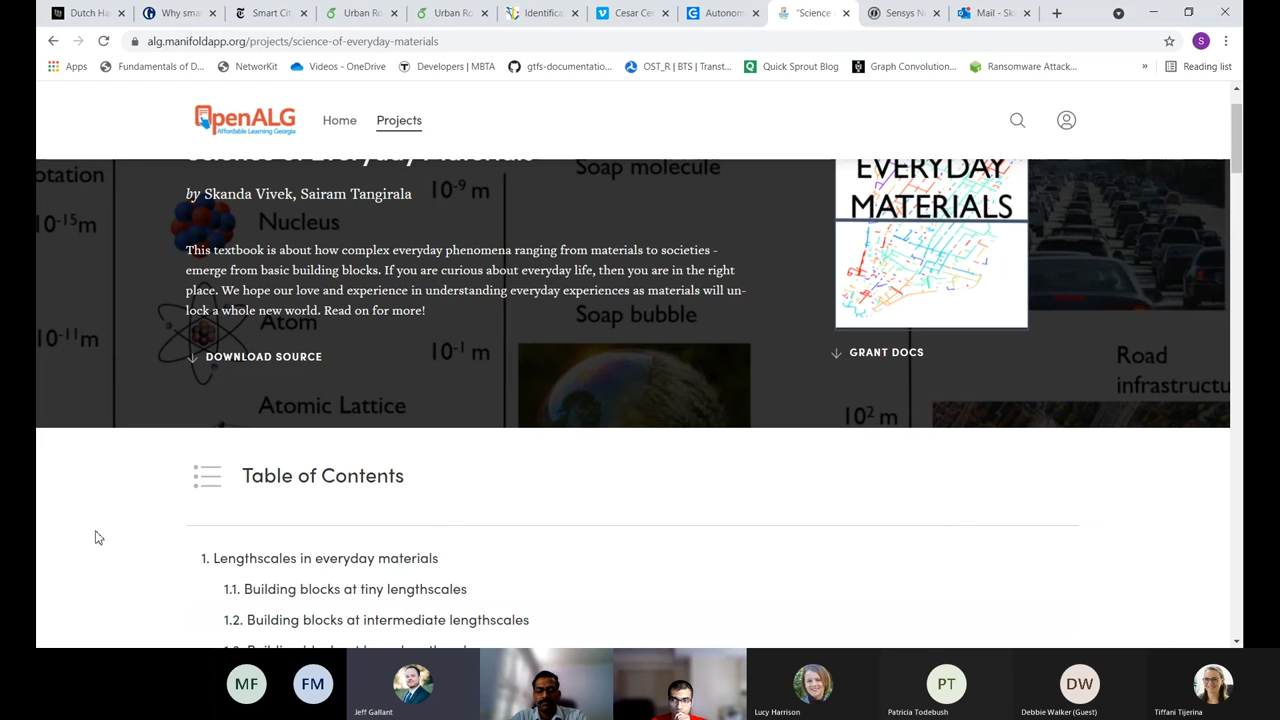 Dutch Ha
Why sma
Smart Cit
Urban Ro
Urban Ro
Identifica
Cesar Ce
Autonom
"Science
Sensys N
Mail - Ska
alg.manifoldapp.org/projects/science-of-everyday-materials
S
Apps
Fundamentals of D...
NetworKit
Videos - OneDrive
Developers | MBTA
gtfs-documentatio...
OST_R | BTS | Transt...
Quick Sprout Blog
Graph Convolution...
Ransomware Attack...
»
Reading list
OpenALG
Affordable Learning Georgia
Home
Projects
Science of Everyday Materials
by Skanda Vivek, Sairam Tangirala
This textbook is about how complex everyday phenomena ranging from materials to societies -
emerge from basic building blocks. If you are curious about everyday life, then you are in the right
place. We hope our love and experience in understanding everyday experiences as materials will un-
lock a whole new world. Read on for more!
DOWNLOAD SOURCE
EVERYDAY
MATERIALS
GRANT DOCS
otation
10-15m
Nucleus
10-9 m
Soap molecule
Atom
10-11m
10-1 m
Soap bubble
Atomic Lattice
Road
infrastructu
10² m
Table of Contents
1. Lengthscales in everyday materials
1.1. Building blocks at tiny lengthscales
1.2. Building blocks at intermediate lengthscales
MF
FM
Jeff Gallant
Lucy Harrison
PT
Patricia Todebush
DW
Debbie Walker (Guest)
Tiffani Tijerina